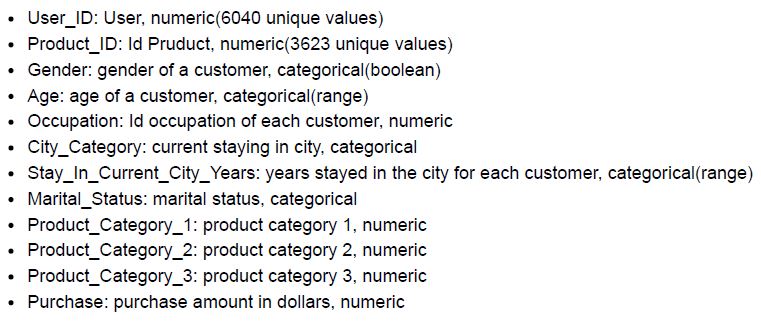 • User_ID: User, numeric(6040 unique values)
• Product_ID: Id Pruduct, numeric(3623 unique values)
• Gender: gender of a customer, categorical(boolean)
• Age: age of a customer, categorical(range)
• Occupation: Id occupation of each customer, numeric
• City_Category: current staying in city, categorical
• Stay_In_Current_City_Years: years stayed in the city for each customer, categorical(range)
• Marital_Status: marital status, categorical
• Product_Category_1: product category 1, numeric
• Product_Category_2: product category 2, numeric
• Product_Category_3: product category 3, numeric
• Purchase: purchase amount in dollars, numeric